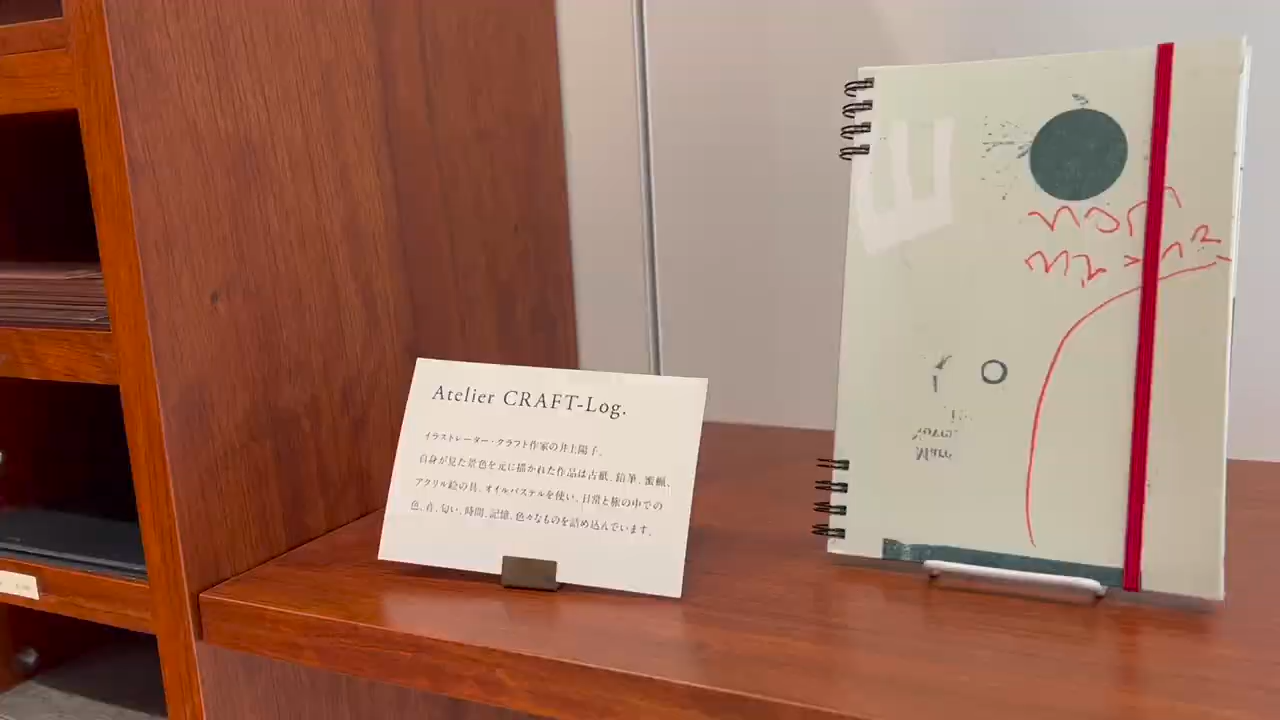 Atelier CRAFT-Log.
イラストレーター・クラフト作家の井上陽子。
自身が見た景色を元に描かれた作品は古紙、鉛筆、蜜蝋、
アクリル絵の具、オイルパステルを使い、日常と旅の中での
色、音、匂い、時間、記憶、色々なものを詰め込んでいます。